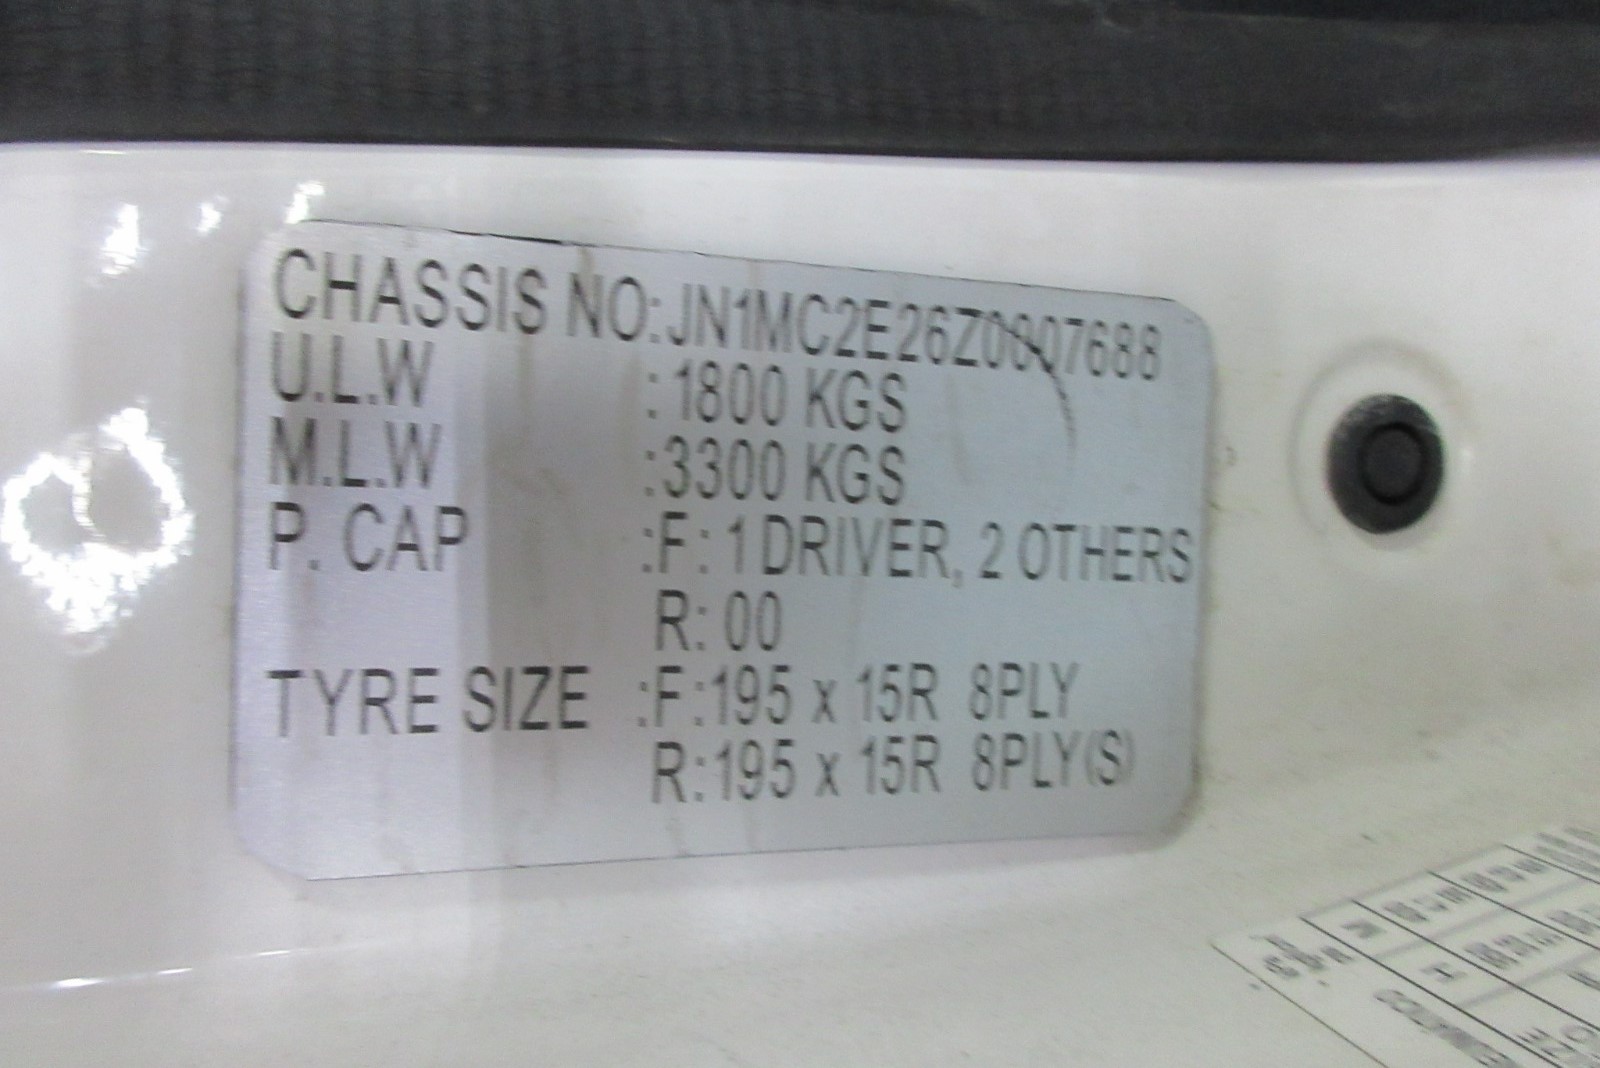 CHASSIS NO: JN1MC2E26Z0007688
U.L.W : 1800 KGS
M.L.W : 3300 KGS
P. CAP : F : 1 DRIVER, 2 OTHERS
R: 00
TYRE SIZE : F : 195 x 15R 8PLY
R: 195 x 15R 8PLY(S)